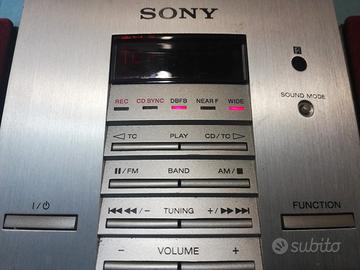 SONY
REC CD SYNC DBFB NEAR F WIDE
SOUND MODE
◁ TC PLAY CD/TC ▷
II/FM BAND AM/■
I/⏻ FUNCTION
|◀◀ ◀◀/– TUNING +/▶▶ ▶▶|
– VOLUME +
subito